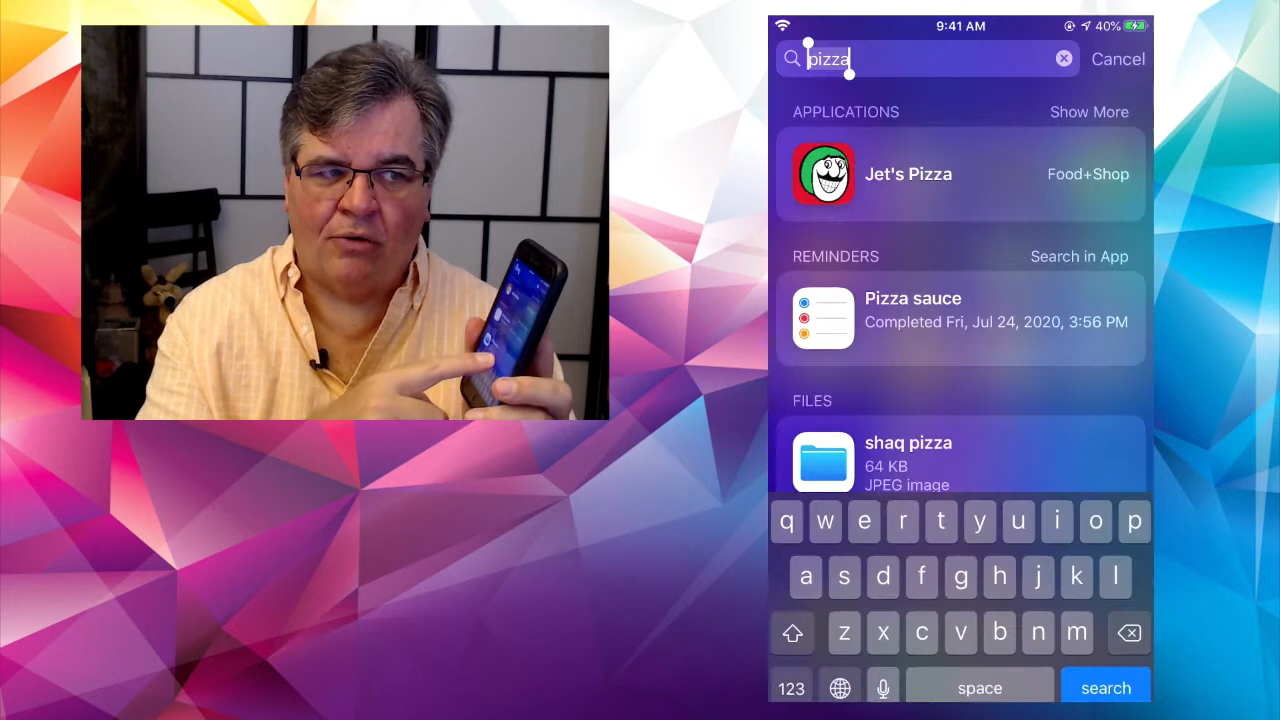 9:41 AM
40%
pizza
Cancel
APPLICATIONS
Show More
Jet's Pizza
Food+Shop
REMINDERS
Search in App
Pizza sauce
Completed Fri, Jul 24, 2020, 3:56 PM
FILES
shaq pizza
64 KB
JPEG image
q w e r t y u i o p
a s d f g h j k l
z x c v b n m
123
space
search